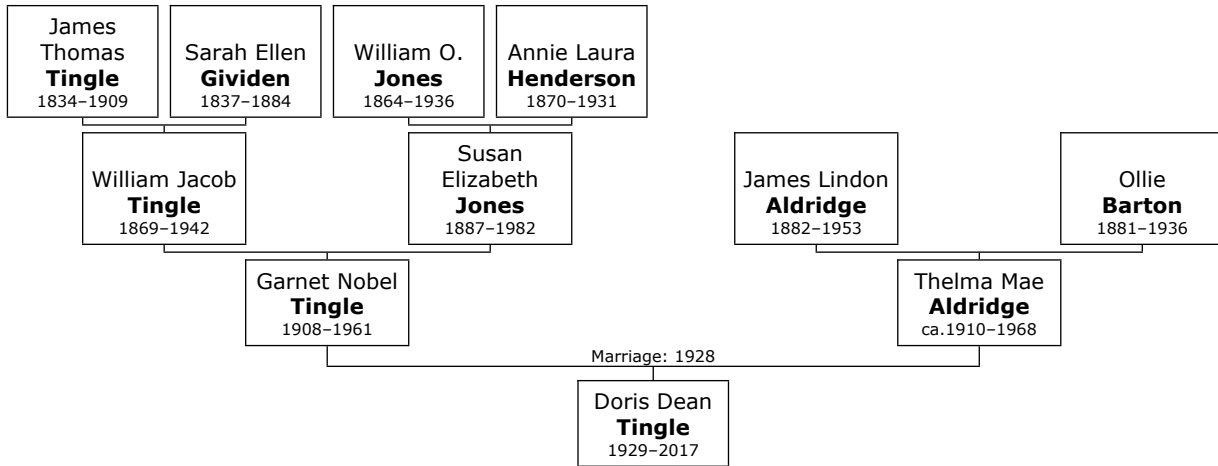 James
Thomas
Tingle
1834–1909
Sarah Ellen
Gividen
1837–1884
William O.
Jones
1864–1936
Annie Laura
Henderson
1870–1931
William Jacob
Tingle
1869–1942
Susan
Elizabeth
Jones
1887–1982
James Lindon
Aldridge
1882–1953
Ollie
Barton
1881–1936
Garnet Nobel
Tingle
1908–1961
Thelma Mae
Aldridge
ca.1910–1968
Marriage: 1928
Doris Dean
Tingle
1929–2017